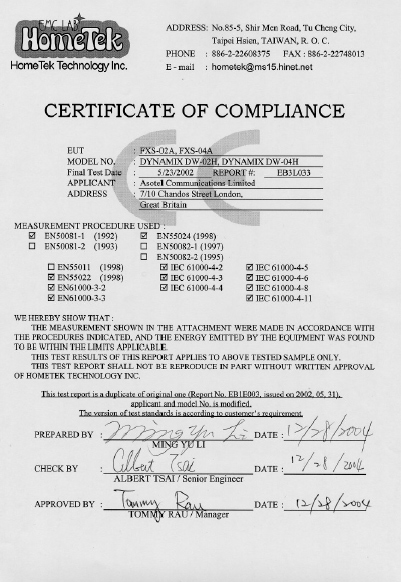 EMC LAB
HomeTek
HomeTek Technology Inc.
ADDRESS: No.85-5, Shir Men Road, Tu Cheng City,
Taipei Hsien, TAIWAN, R. O. C.
PHONE : 886-2-22608375 FAX : 886-2-22748013
E - mail : hometek@ms15.hinet.net
CERTIFICATE OF COMPLIANCE
EUT : FXS-02A, FXS-04A
MODEL NO. : DYNAMIX DW-02H, DYNAMIX DW-04H
Final Test Date : 5/23/2002 REPORT #: EB3L033
APPLICANT : Asotell Communications Limited
ADDRESS : 7/10 Chandos Street London,
Great Britain
MEASUREMENT PROCEDURE USED :
☑ EN50081-1 (1992) ☑ EN55024 (1998)
☐ EN50081-2 (1993) ☐ EN50082-1 (1997)
☐ EN50082-2 (1995)
☐ EN55011 (1998) ☑ IEC 61000-4-2 ☑ IEC 61000-4-5
☑ EN55022 (1998) ☑ IEC 61000-4-3 ☑ IEC 61000-4-6
☑ EN61000-3-2 ☑ IEC 61000-4-4 ☑ IEC 61000-4-8
☑ EN61000-3-3 ☑ IEC 61000-4-11
WE HEREBY SHOW THAT :
THE MEASUREMENT SHOWN IN THE ATTACHMENT WERE MADE IN ACCORDANCE WITH
THE PROCEDURES INDICATED, AND THE ENERGY EMITTED BY THE EQUIPMENT WAS FOUND
TO BE WITHIN THE LIMITS APPLICABLE.
THIS TEST RESULTS OF THIS REPORT APPLIES TO ABOVE TESTED SAMPLE ONLY.
THIS TEST REPORT SHALL NOT BE REPRODUCE IN PART WITHOUT WRITTEN APPROVAL
OF HOMETEK TECHNOLOGY INC.
This test report is a duplicate of original one (Report No. EB1E003, issued on 2002, 05, 31),
applicant and model No. is modified.
The version of test standards is according to customer's requirement.
PREPARED BY : Ming Yu Li DATE : 12/28/2004
MING YU LI
CHECK BY : Albert Tsai DATE : 12/28/2004
ALBERT TSAI / Senior Engineer
APPROVED BY : Tommy Rau DATE : 12/28/2004
TOMMY RAU / Manager